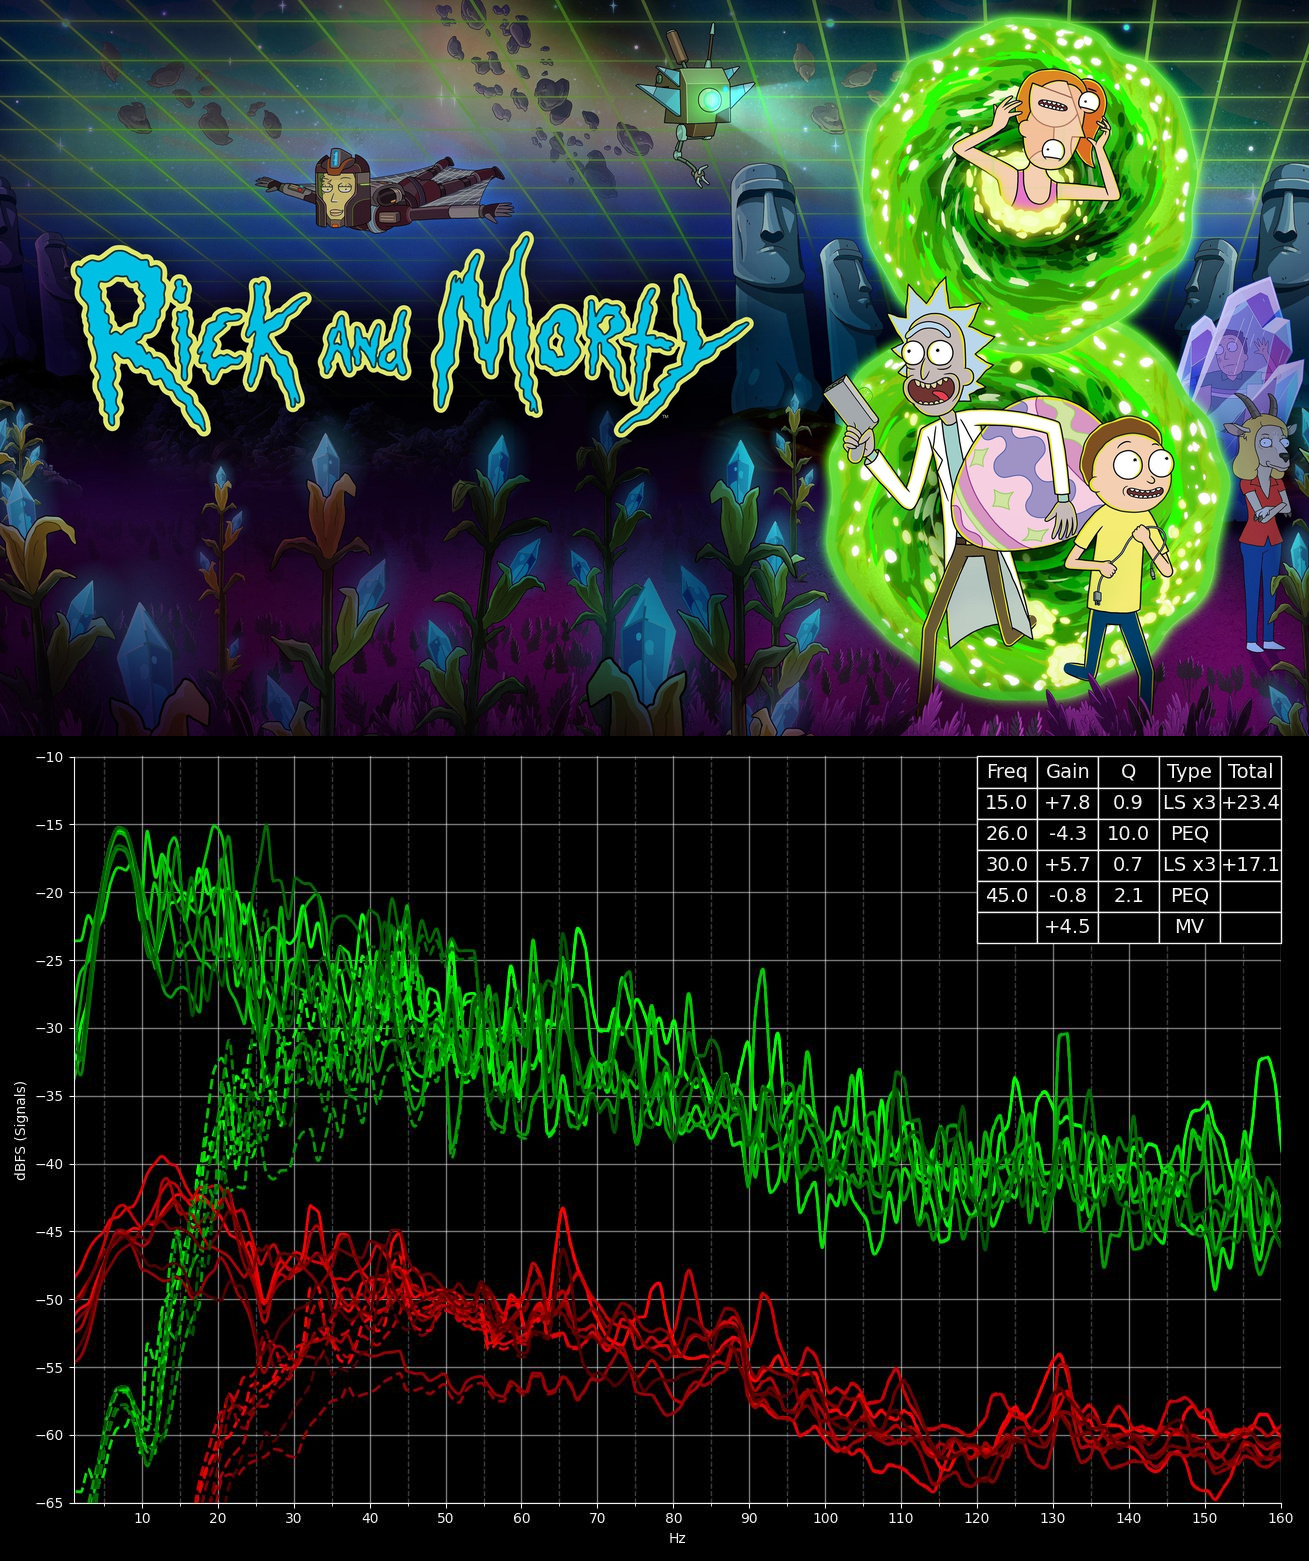 Rick and Morty™
Freq Gain Q Type Total
15.0 +7.8 0.9 LS x3 +23.4
26.0 -4.3 10.0 PEQ
30.0 +5.7 0.7 LS x3 +17.1
45.0 -0.8 2.1 PEQ
+4.5 MV
−10
−15
−20
−25
−30
−35
−40
−45
−50
−55
−60
−65
dBFS (Signals)
10 20 30 40 50 60 70 80 90 100 110 120 130 140 150 160
Hz